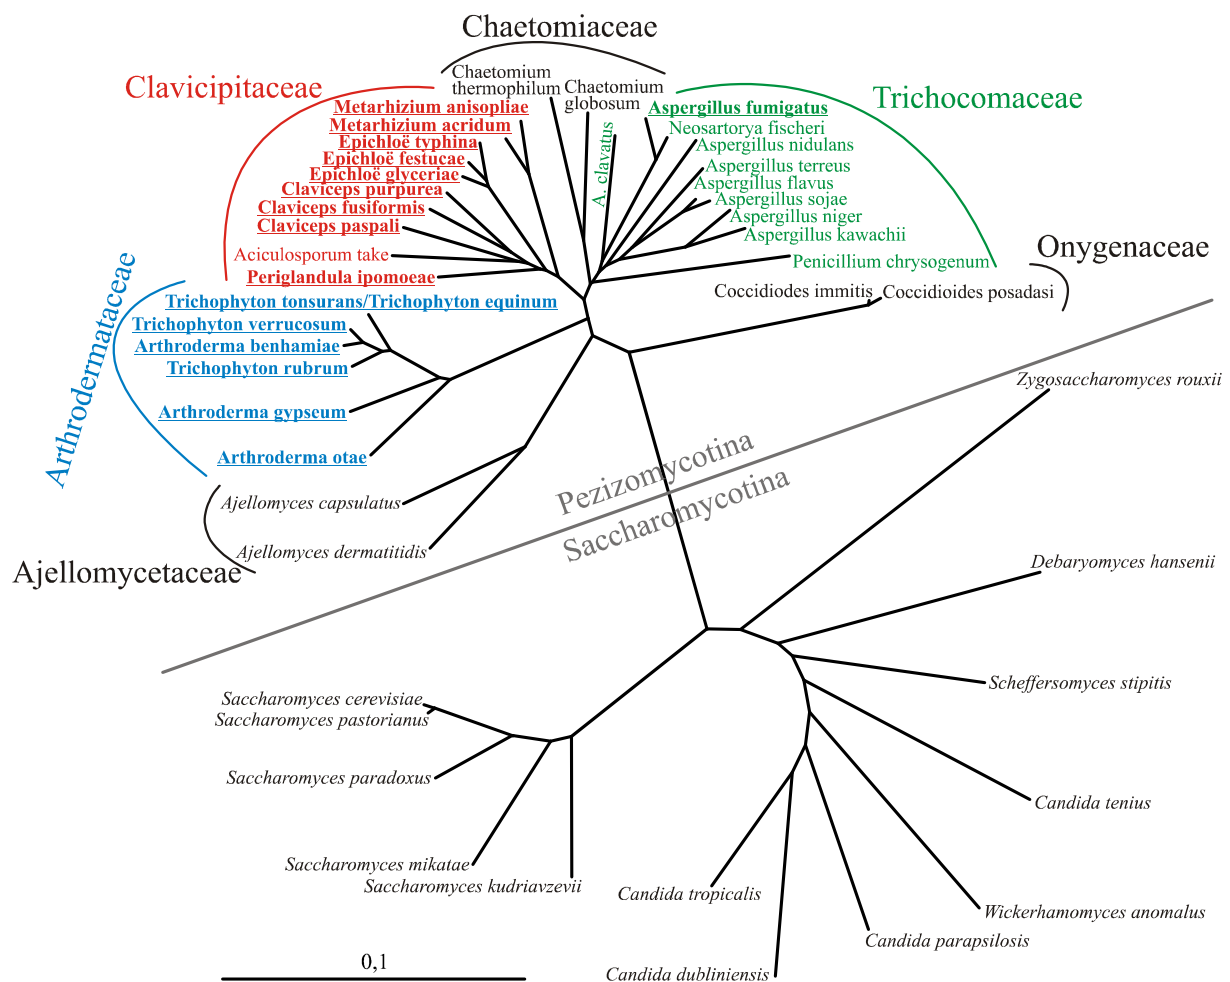 Chaetomiaceae
Chaetomium
thermophilum
Chaetomium
globosum
Clavicipitaceae
Trichocomaceae
Metarhizium anisopliae
Metarhizium acridum
Epichloë typhina
Epichloë festucae
Epichloë glyceriae
Claviceps purpurea
Claviceps fusiformis
Claviceps paspali
Aciculosporum take
Periglandula ipomoeae
A. clavatus
Aspergillus fumigatus
Neosartorya fischeri
Aspergillus nidulans
Aspergillus terreus
Aspergillus flavus
Aspergillus sojae
Aspergillus niger
Aspergillus kawachii
Penicillium chrysogenum
Onygenaceae
Coccidiodes immitis
Coccidioides posadasi
Arthrodermataceae
Trichophyton tonsurans/Trichophyton equinum
Trichophyton verrucosum
Arthroderma benhamiae
Trichophyton rubrum
Arthroderma gypseum
Arthroderma otae
Ajellomyces capsulatus
Ajellomyces dermatitidis
Ajellomycetaceae
Pezizomycotina
Saccharomycotina
Zygosaccharomyces rouxii
Debaryomyces hansenii
Scheffersomyces stipitis
Candida tenius
Wickerhamomyces anomalus
Candida parapsilosis
Candida dubliniensis
Candida tropicalis
Saccharomyces cerevisiae
Saccharomyces pastorianus
Saccharomyces paradoxus
Saccharomyces mikatae
Saccharomyces kudriavzevii
0,1